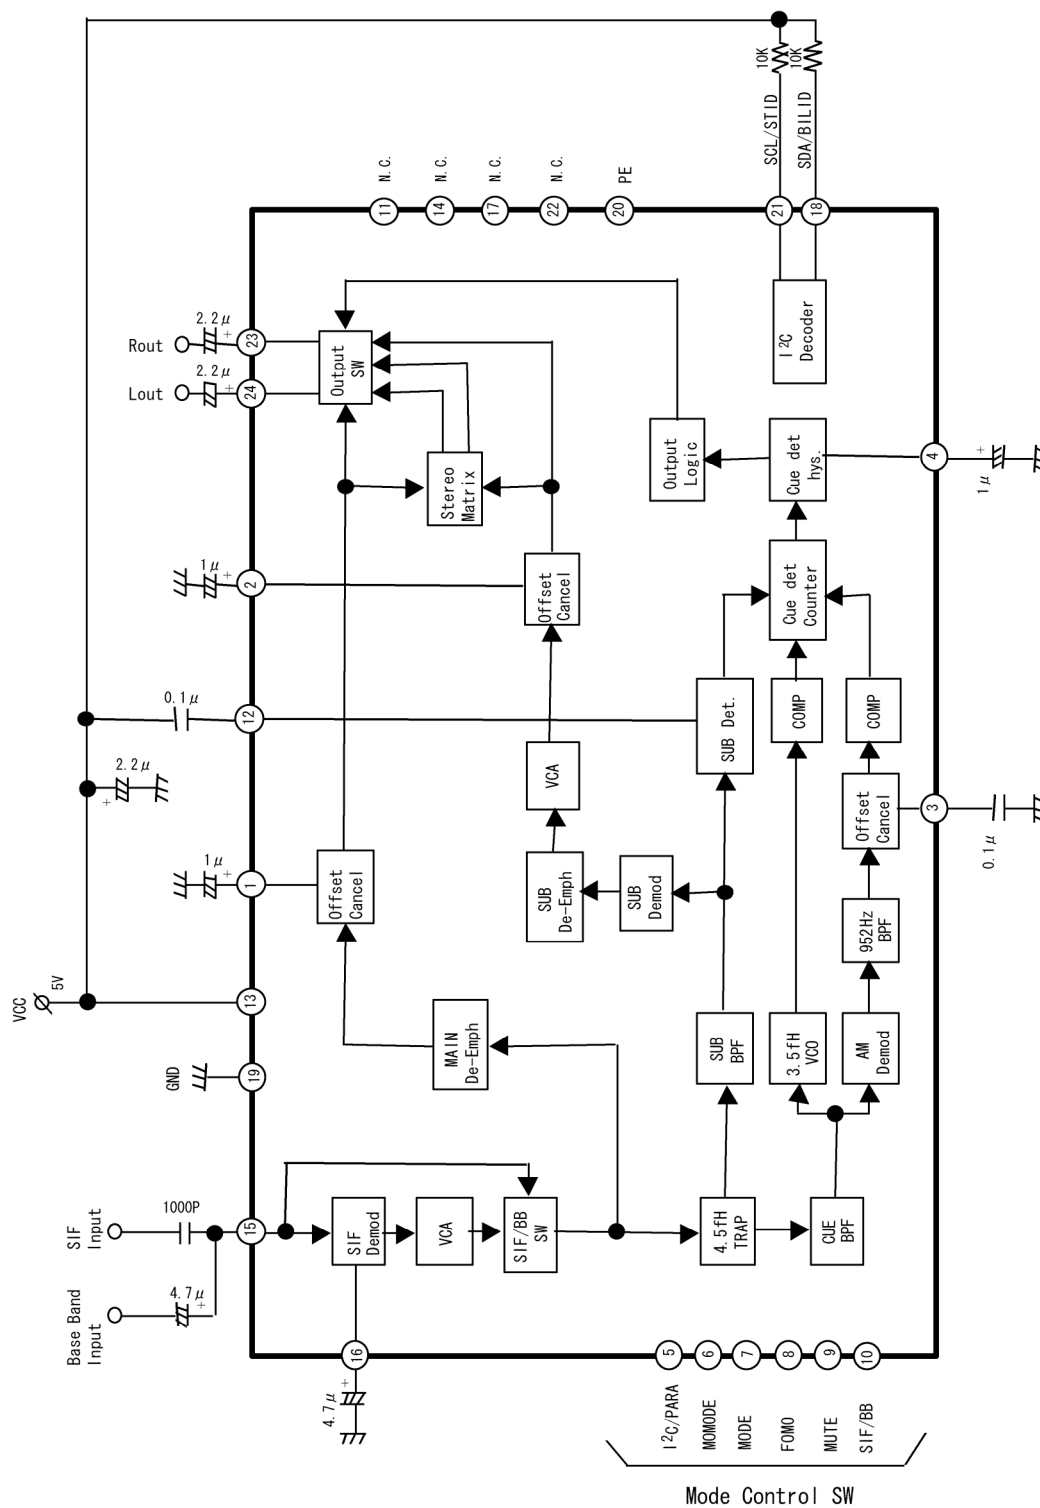 VCC
5V
GND
SIF
Input
1000P
Base Band
Input
4.7μ
+
15
19
13
1
1μ
+
2.2μ
+
0.1μ
12
2
1μ
+
Lout
2.2μ
+
24
Rout
2.2μ
+
23
11
N.C.
14
N.C.
17
N.C.
22
N.C.
20
PE
21
SCL/STID
10K
18
SDA/BILID
10K
SIF
Demod
VCA
SIF/BB
SW
MAIN
De-Emph
Offset
Cancel
Output
SW
Stereo
Matrix
Offset
Cancel
VCA
SUB
De-Emph
SUB
Demod
4.5fH
TRAP
SUB
BPF
SUB Det.
CUE
BPF
3.5fH
VCO
COMP
AM
Demod
952Hz
BPF
Offset
Cancel
COMP
Cue det
Counter
Cue det
hys.
Output
Logic
I²C
Decoder
4
1μ
+
3
0.1μ
16
4.7μ
+
5
I²C/PARA
6
MOMODE
7
MODE
8
FOMO
9
MUTE
10
SIF/BB
Mode Control SW